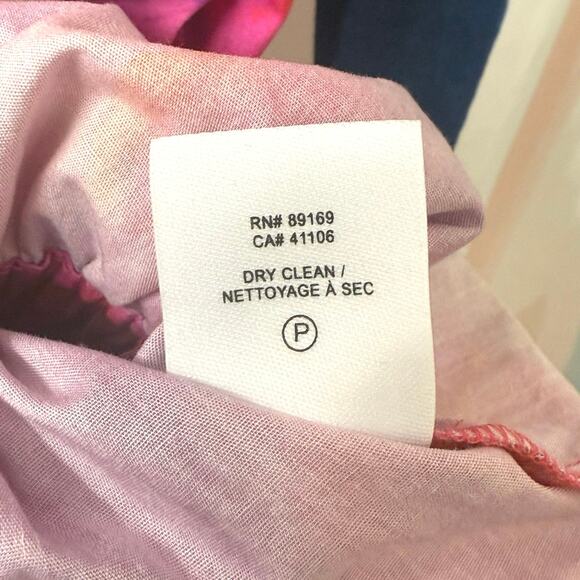 RN# 89169
CA# 41106
DRY CLEAN /
NETTOYAGE À SEC
P